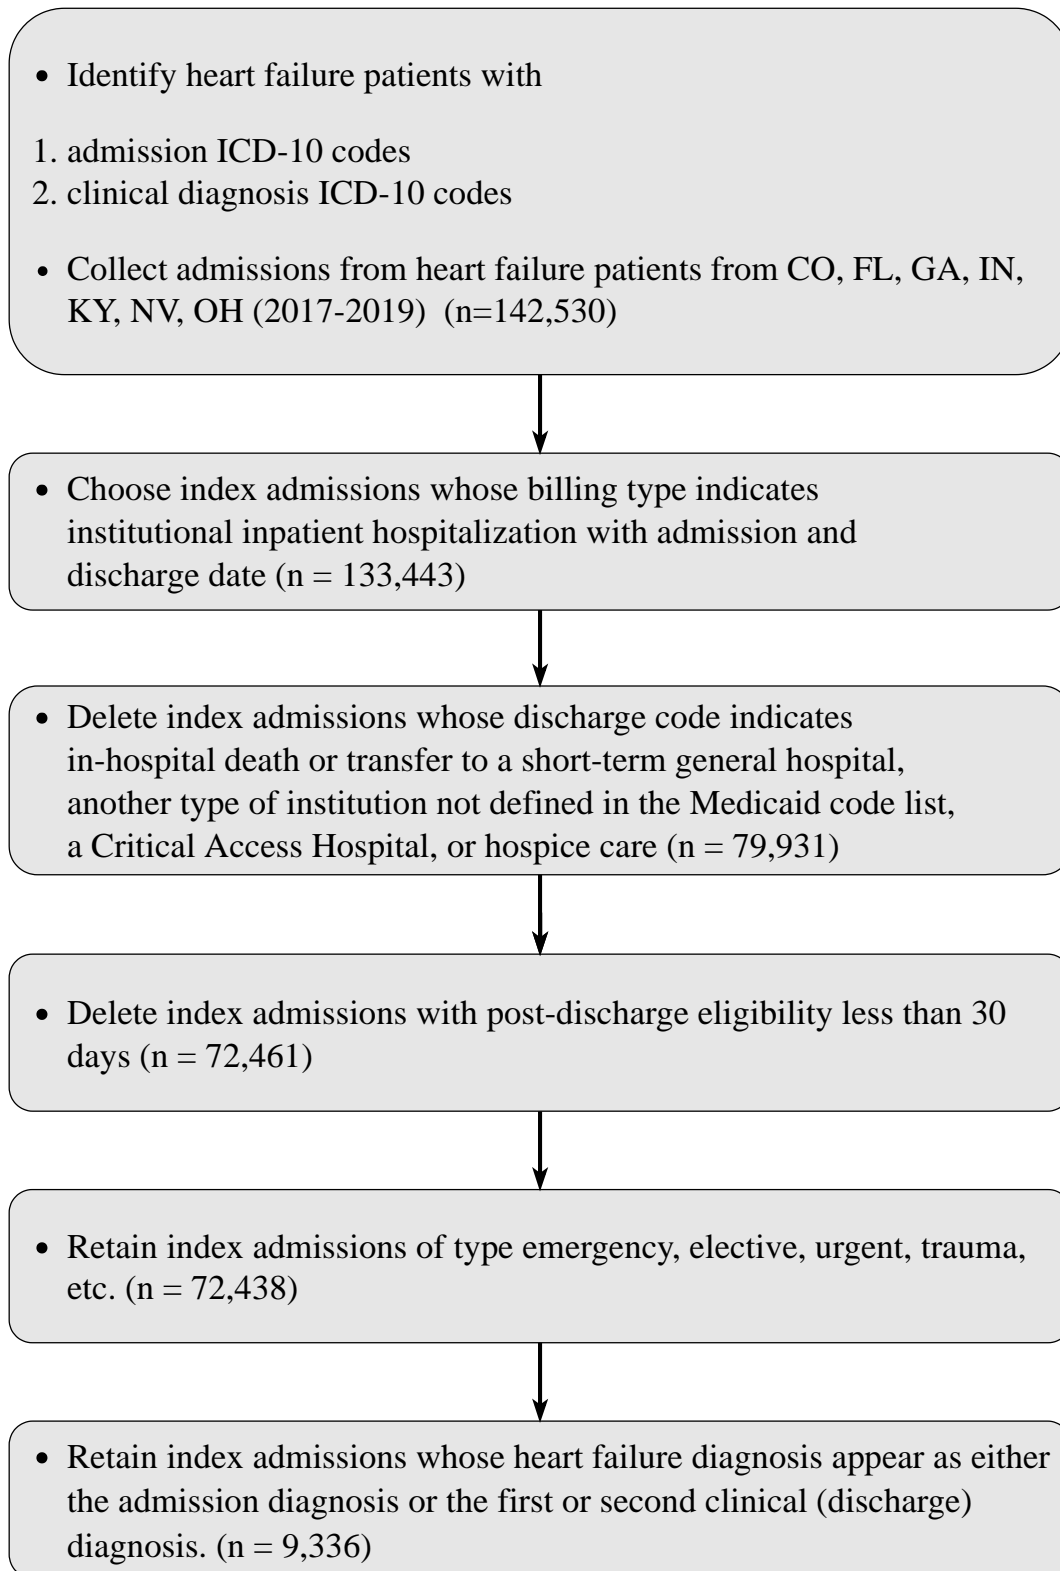 • Identify heart failure patients with
1. admission ICD-10 codes
2. clinical diagnosis ICD-10 codes
• Collect admissions from heart failure patients from CO, FL, GA, IN,
KY, NV, OH (2017-2019) (n=142,530)
• Choose index admissions whose billing type indicates
institutional inpatient hospitalization with admission and
discharge date (n = 133,443)
• Delete index admissions whose discharge code indicates
in-hospital death or transfer to a short-term general hospital,
another type of institution not defined in the Medicaid code list,
a Critical Access Hospital, or hospice care (n = 79,931)
• Delete index admissions with post-discharge eligibility less than 30
days (n = 72,461)
• Retain index admissions of type emergency, elective, urgent, trauma,
etc. (n = 72,438)
• Retain index admissions whose heart failure diagnosis appear as either
the admission diagnosis or the first or second clinical (discharge)
diagnosis. (n = 9,336)